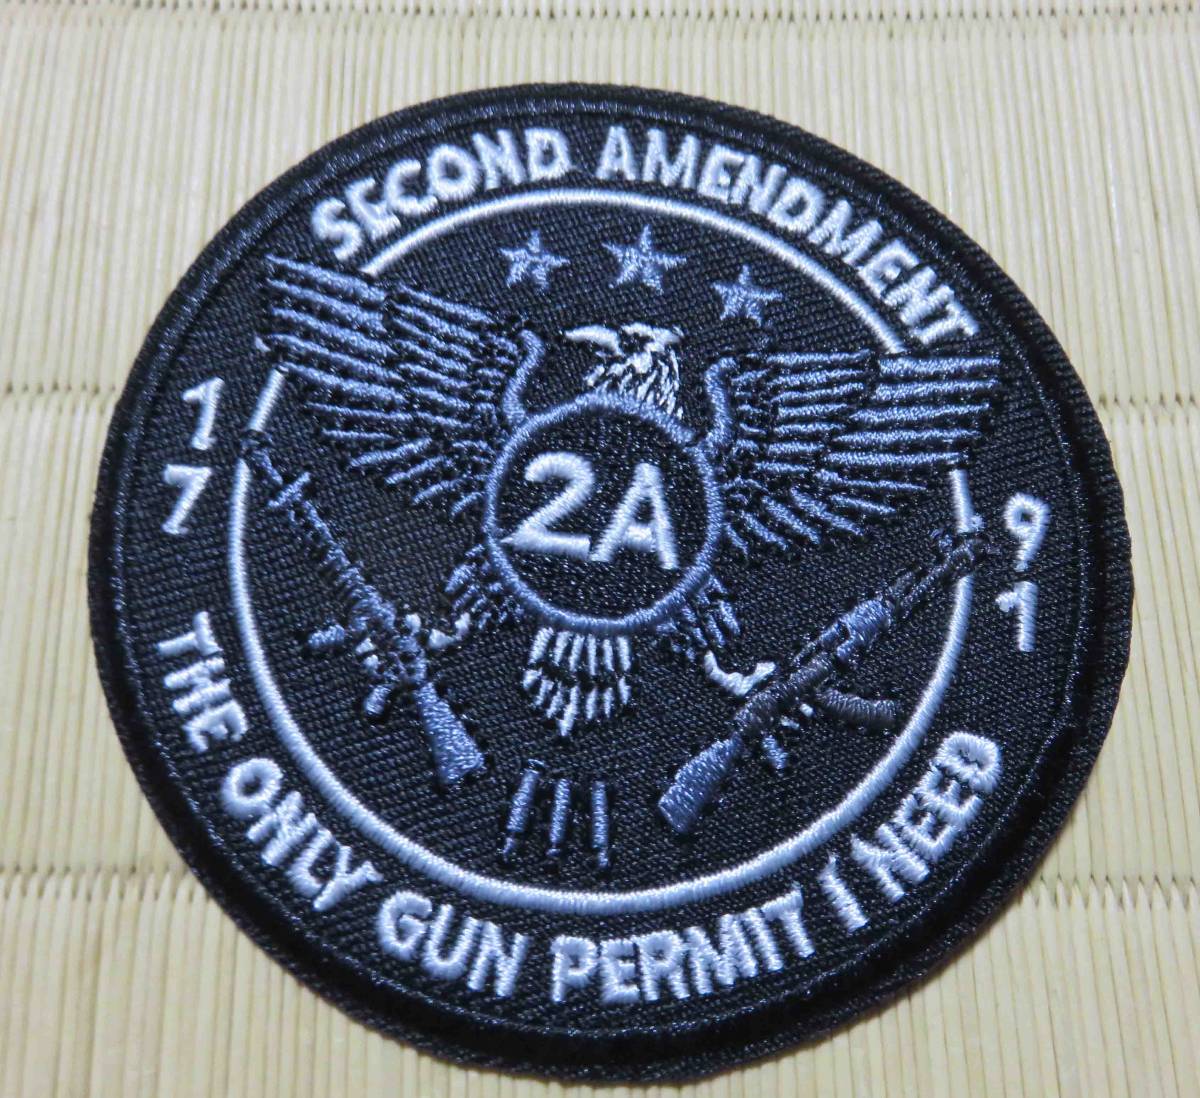 SECOND AMENDMENT
17
91
2A
THE ONLY GUN PERMIT I NEED